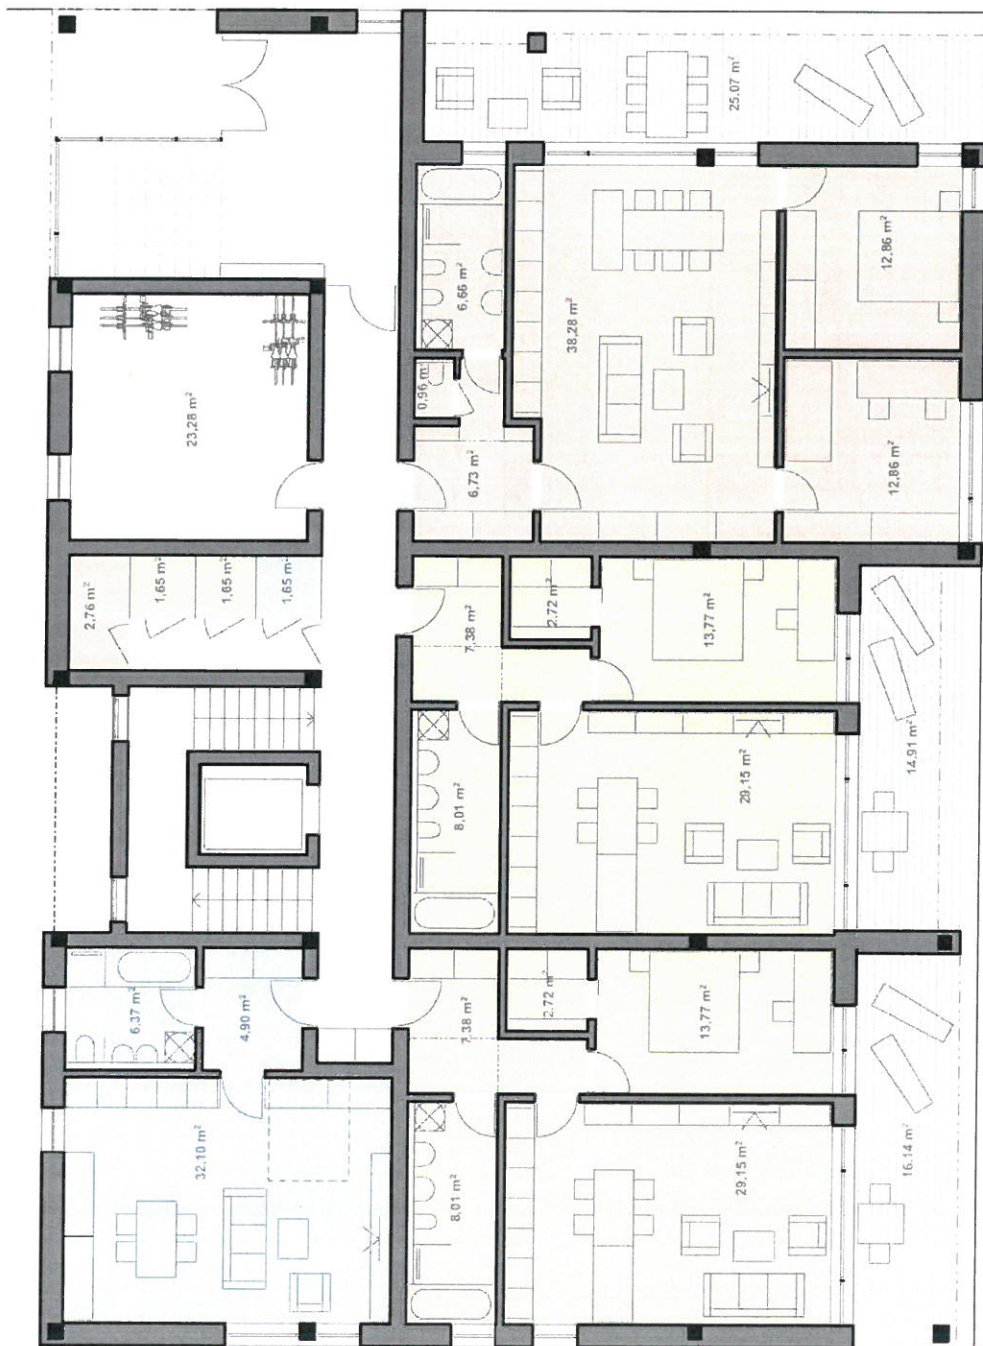 25.07 m²
6,66 m²
12,86 m²
38,28 m²
0,96 m²
23,28 m²
6,73 m²
12,86 m²
2,76 m²
1,65 m²
1,65 m²
1,65 m²
7,38 m²
2.72 m²
13,77 m²
14.91 m²
29,15 m²
8,01 m²
6.37 m²
4,90 m²
7,38 m²
2.72 m²
13,77 m²
32.10 m²
8,01 m²
29.15 m²
16.14 m²